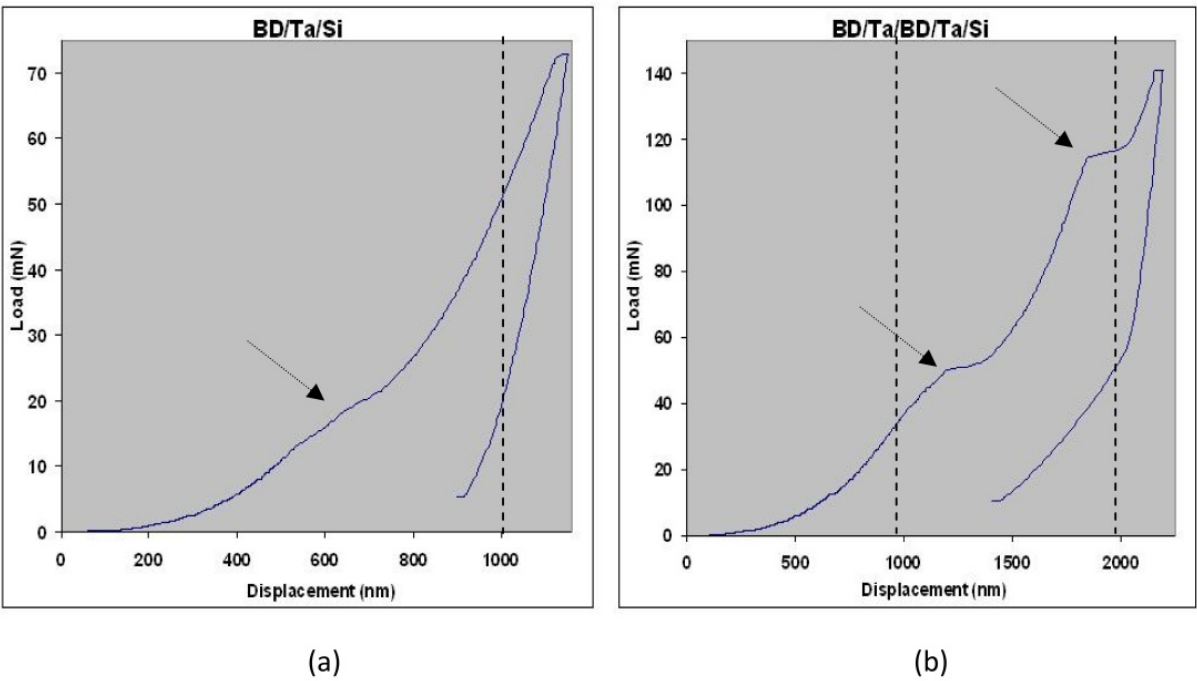 BD/Ta/Si
70
60
50
40
30
20
10
0
Load (mN)
0 200 400 600 800 1000
Displacement (nm)
(a)
BD/Ta/BD/Ta/Si
140
120
100
80
60
40
20
0
Load (mN)
0 500 1000 1500 2000
Displacement (nm)
(b)